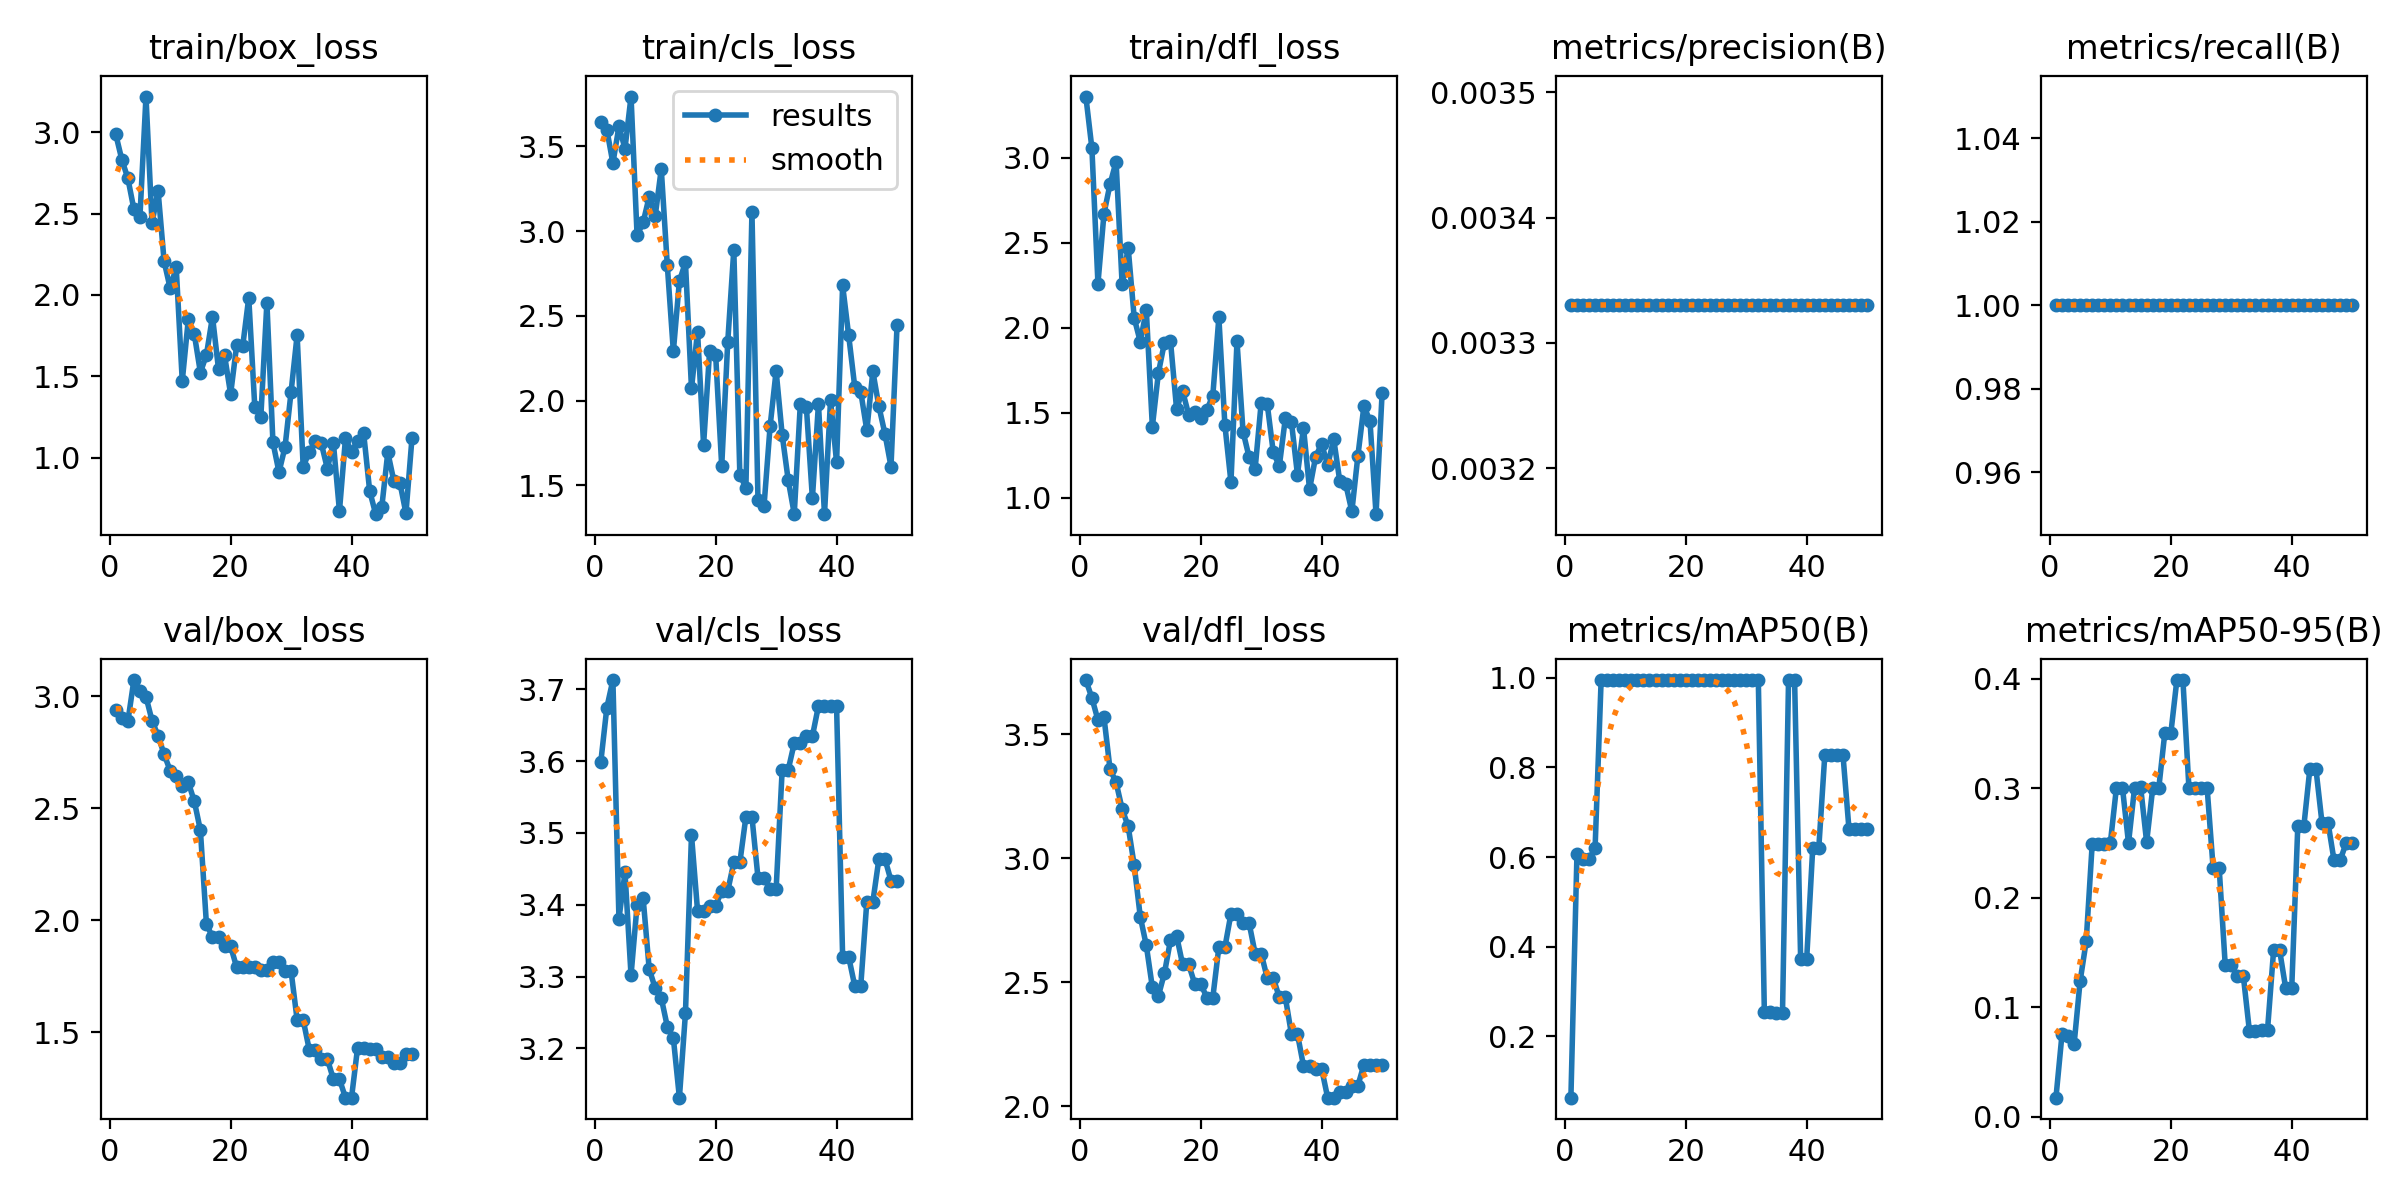 train/box_loss
train/cls_loss
train/dfl_loss
metrics/precision(B)
metrics/recall(B)
3.0
2.5
2.0
1.5
1.0
0 20 40
results
smooth
3.5
3.0
2.5
2.0
1.5
0 20 40
3.0
2.5
2.0
1.5
1.0
0 20 40
0.0035
0.0034
0.0033
0.0032
0 20 40
1.04
1.02
1.00
0.98
0.96
0 20 40
val/box_loss
val/cls_loss
val/dfl_loss
metrics/mAP50(B)
metrics/mAP50-95(B)
3.0
2.5
2.0
1.5
0 20 40
3.7
3.6
3.5
3.4
3.3
3.2
0 20 40
3.5
3.0
2.5
2.0
0 20 40
1.0
0.8
0.6
0.4
0.2
0 20 40
0.4
0.3
0.2
0.1
0.0
0 20 40